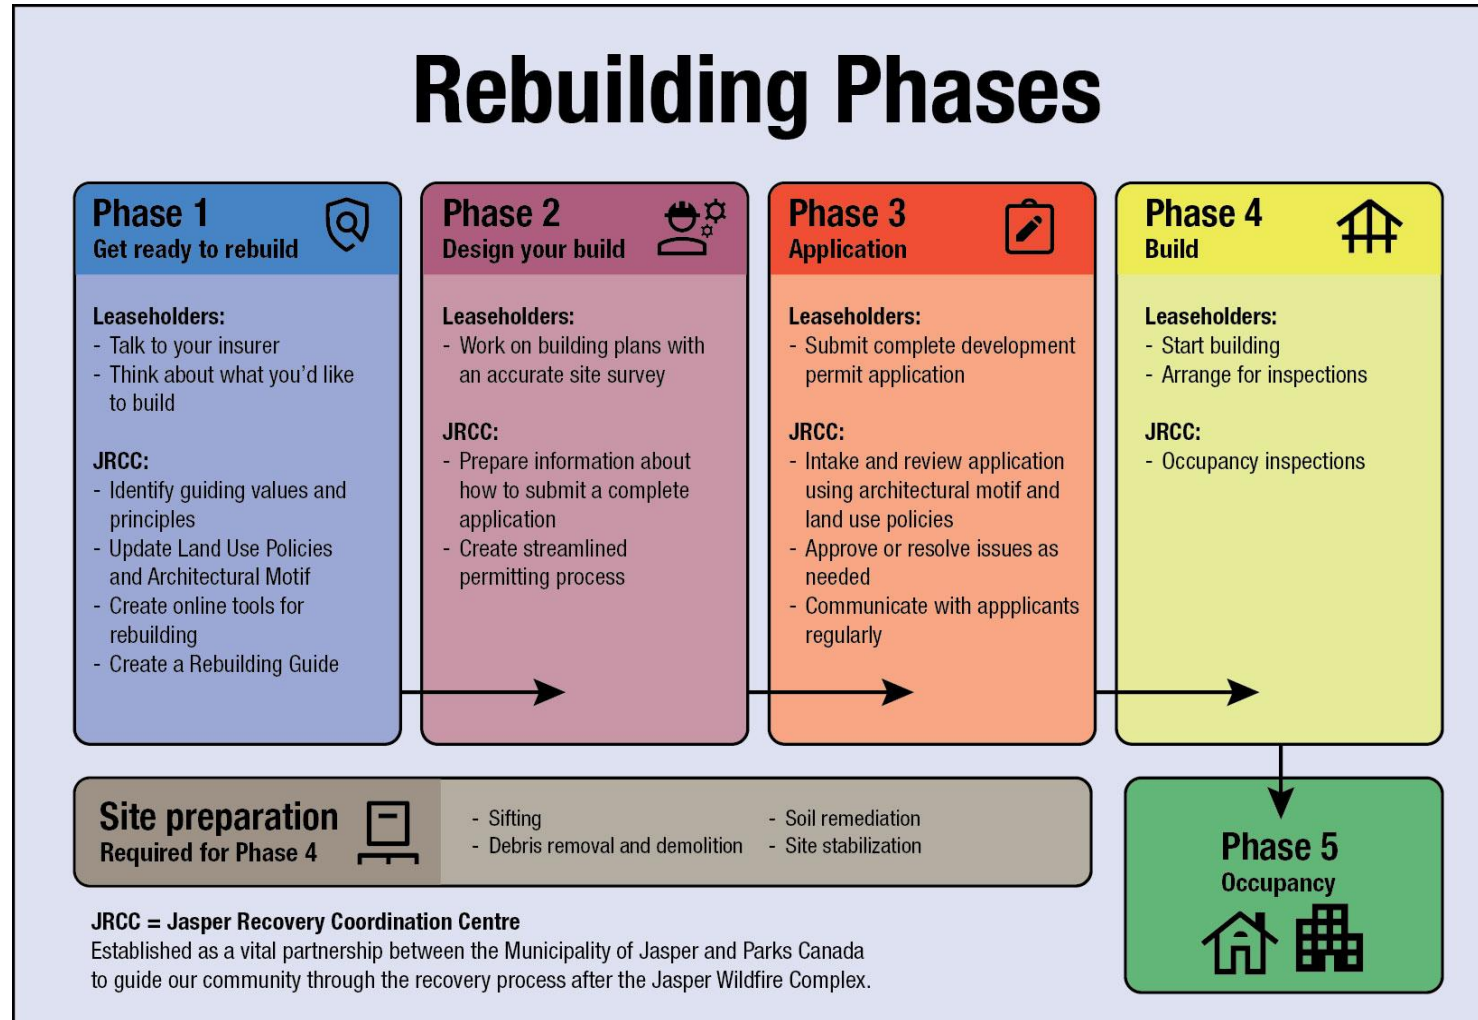 Rebuilding Phases
Phase 1
Get ready to rebuild
Leaseholders:
- Talk to your insurer
- Think about what you’d like
to build
JRCC:
- Identify guiding values and
principles
- Update Land Use Policies
and Architectural Motif
- Create online tools for
rebuilding
- Create a Rebuilding Guide
Phase 2
Design your build
Leaseholders:
- Work on building plans with
an accurate site survey
JRCC:
- Prepare information about
how to submit a complete
application
- Create streamlined
permitting process
Phase 3
Application
Leaseholders:
- Submit complete development
permit application
JRCC:
- Intake and review application
using architectural motif and
land use policies
- Approve or resolve issues as
needed
- Communicate with appplicants
regularly
Phase 4
Build
Leaseholders:
- Start building
- Arrange for inspections
JRCC:
- Occupancy inspections
Site preparation
Required for Phase 4
- Sifting
- Debris removal and demolition
- Soil remediation
- Site stabilization
Phase 5
Occupancy
JRCC = Jasper Recovery Coordination Centre
Established as a vital partnership between the Municipality of Jasper and Parks Canada
to guide our community through the recovery process after the Jasper Wildfire Complex.